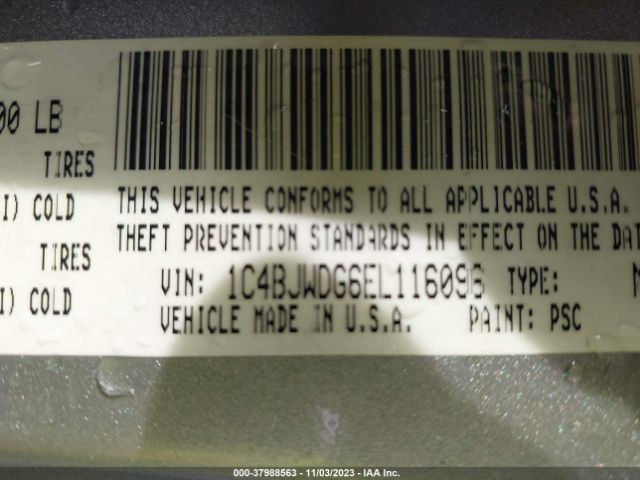 00 LB
TIRES
I) COLD
TIRES
I) COLD
THIS VEHICLE CONFORMS TO ALL APPLICABLE U.S.A.
THEFT PREVENTION STANDARDS IN EFFECT ON THE DAT
VIN: 1C4BJWDG6EL116096 TYPE: M
VEHICLE MADE IN U.S.A. PAINT: PSC
000-37988563 - 11/03/2023 - IAA Inc.